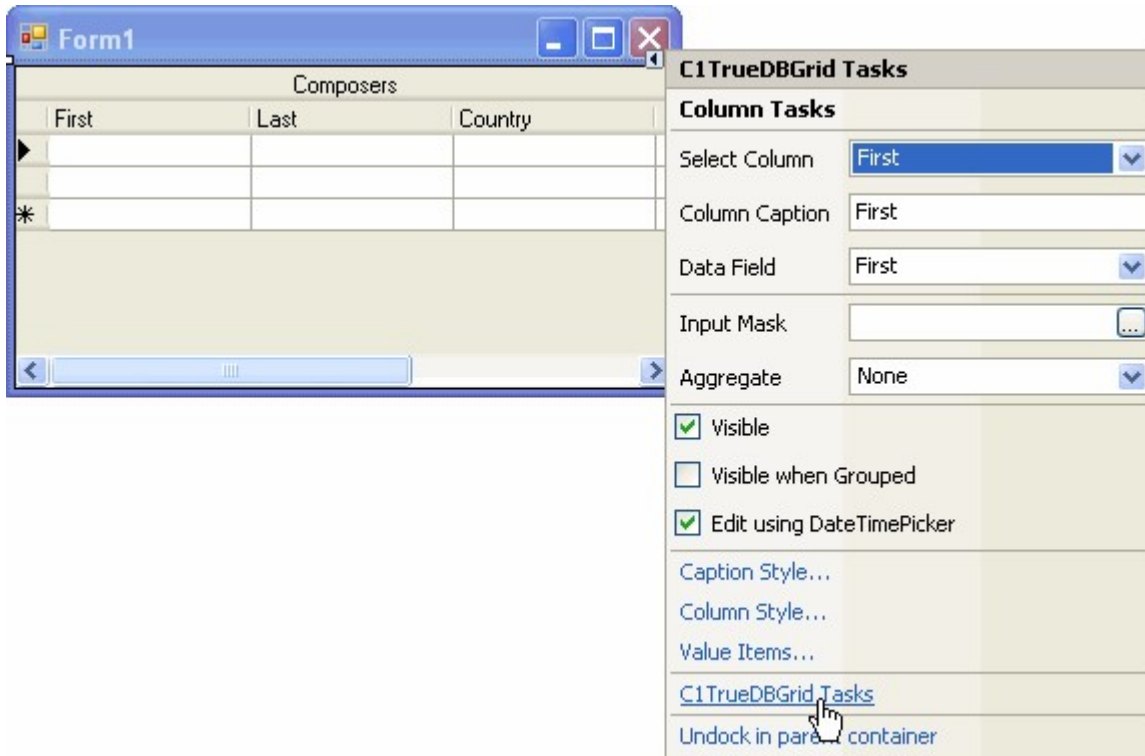 Form1
Composers
First Last Country
C1TrueDBGrid Tasks
Column Tasks
Select Column First
Column Caption First
Data Field First
Input Mask ...
Aggregate None
Visible
Visible when Grouped
Edit using DateTimePicker
Caption Style...
Column Style...
Value Items...
C1TrueDBGrid Tasks
Undock in parent container